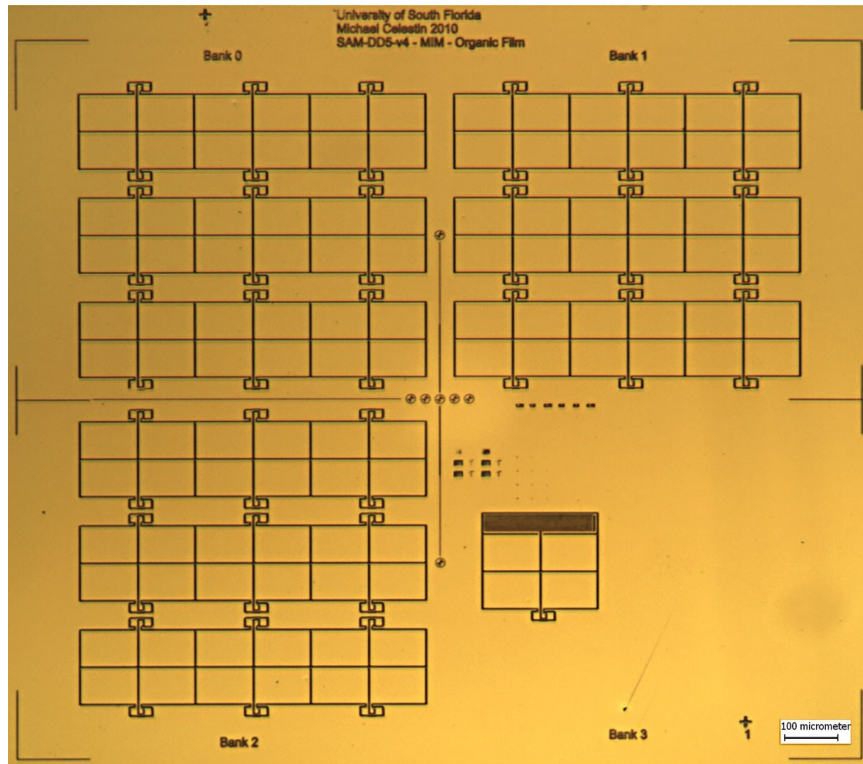 University of South Florida
Michael Celestin 2010
SAM-DD5-v4 - MIM - Organic Film
Bank 0
Bank 1
Bank 2
Bank 3
1
100 micrometer